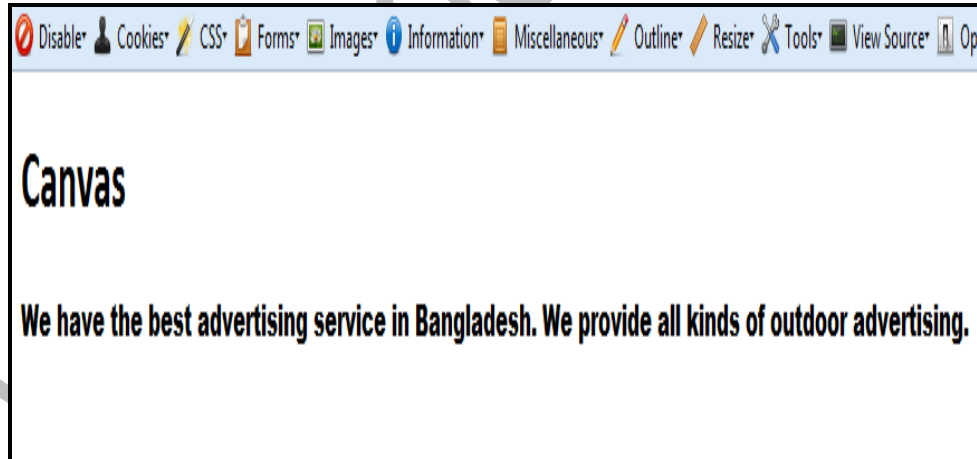 Disable Cookies CSS Forms Images Information Miscellaneous Outline Resize Tools View Source Op
Canvas
We have the best advertising service in Bangladesh. We provide all kinds of outdoor advertising.